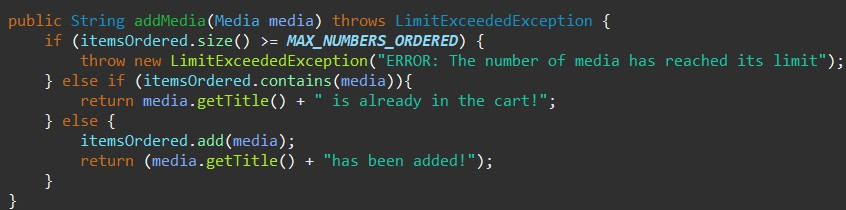 public String addMedia(Media media) throws LimitExceededException {
    if (itemsOrdered.size() >= MAX_NUMBERS_ORDERED) {
        throw new LimitExceededException("ERROR: The number of media has reached its limit");
    } else if (itemsOrdered.contains(media)){
        return media.getTitle() + " is already in the cart!";
    } else {
        itemsOrdered.add(media);
        return (media.getTitle() + "has been added!");
    }
}